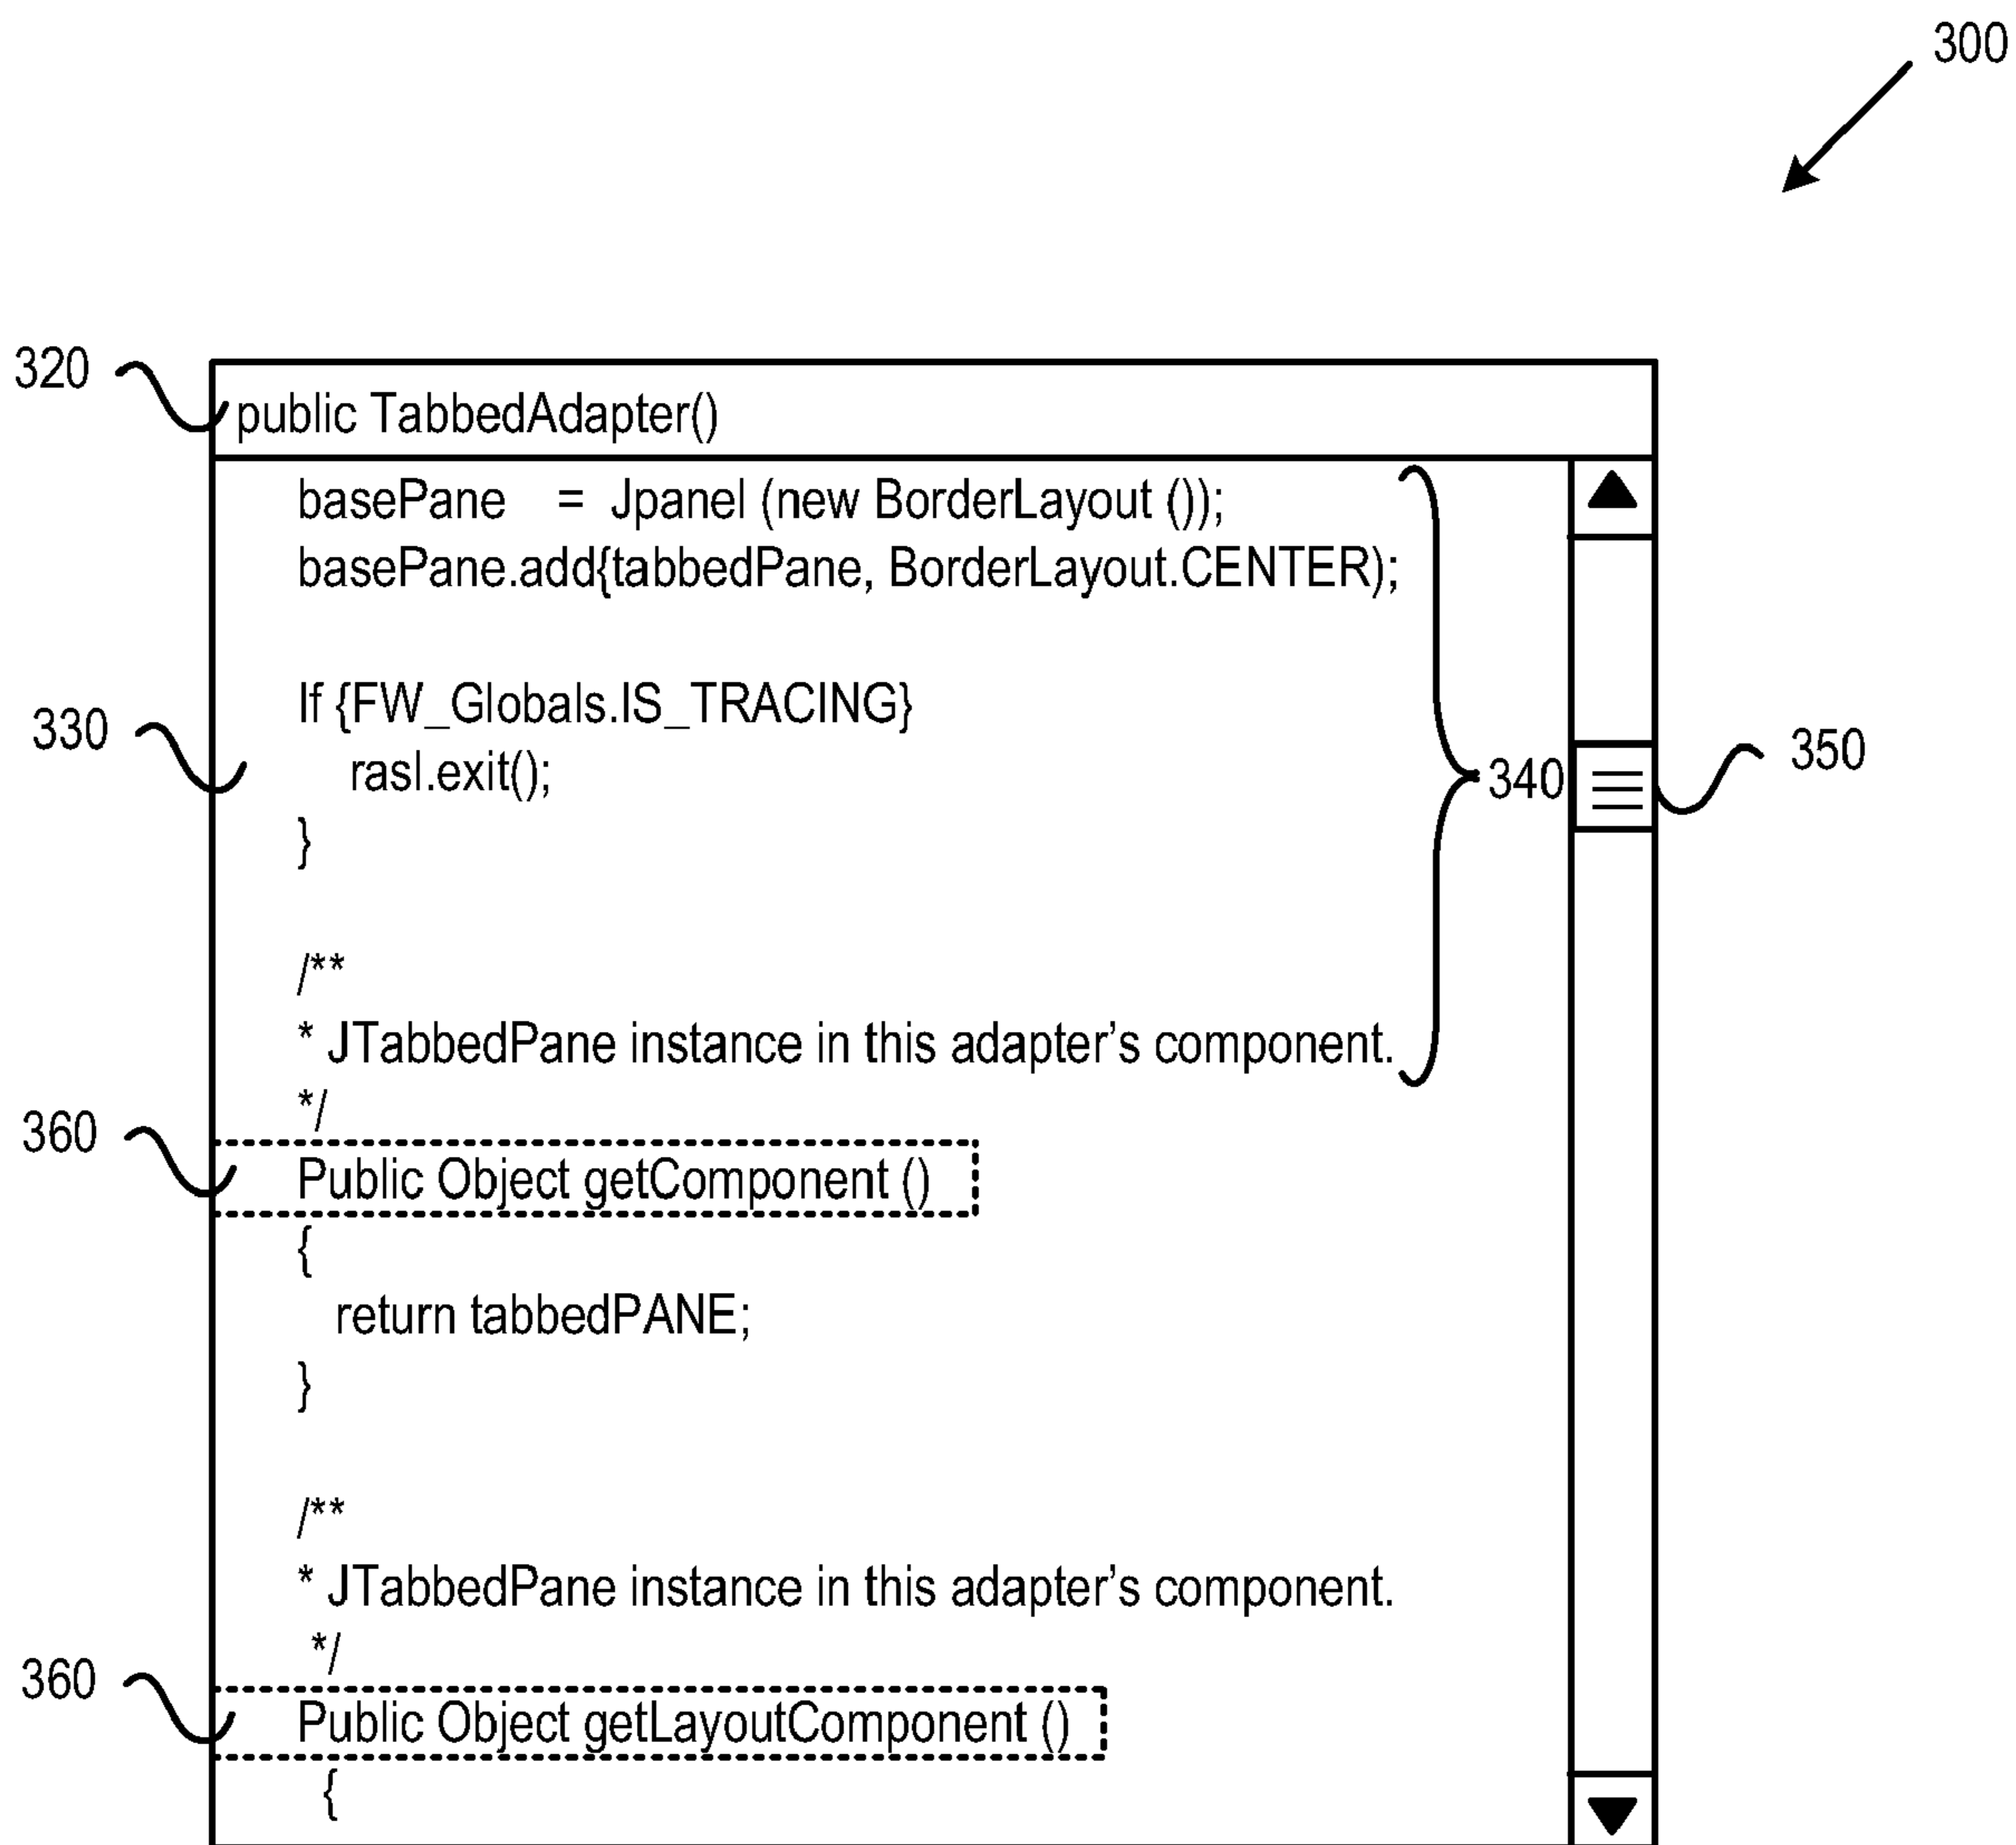 300
320
public TabbedAdapter()
basePane = Jpanel (new BorderLayout ());
basePane.add{tabbedPane, BorderLayout.CENTER);
If {FW_Globals.IS_TRACING}
330
rasl.exit();
340
350
}
/**
* JTabbedPane instance in this adapter’s component.
*/
360
Public Object getComponent ()
{
return tabbedPANE;
}
/**
* JTabbedPane instance in this adapter’s component.
*/
360
Public Object getLayoutComponent ()
{